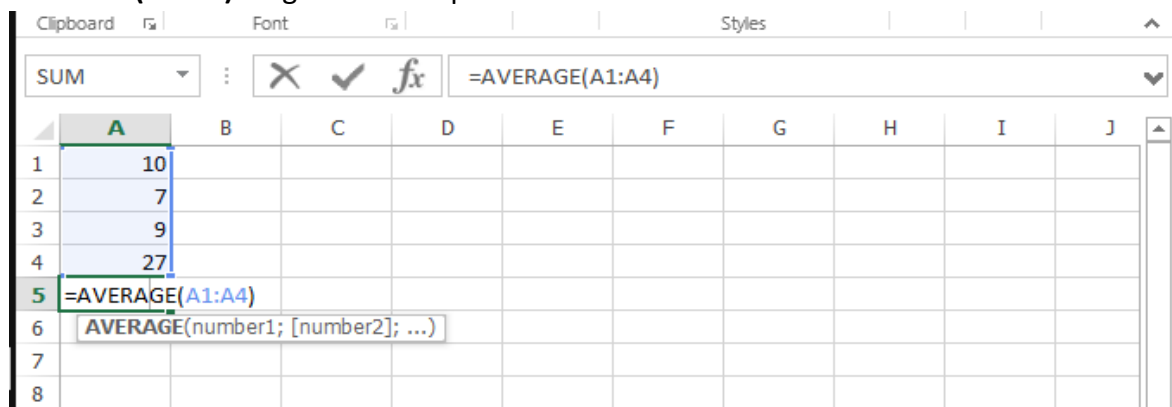 Clipboard Font Styles
SUM fx =AVERAGE(A1:A4)
A B C D E F G H I J
1 10
2 7
3 9
4 27
5 =AVERAGE(A1:A4)
6 AVERAGE(number1; [number2]; ...)
7
8